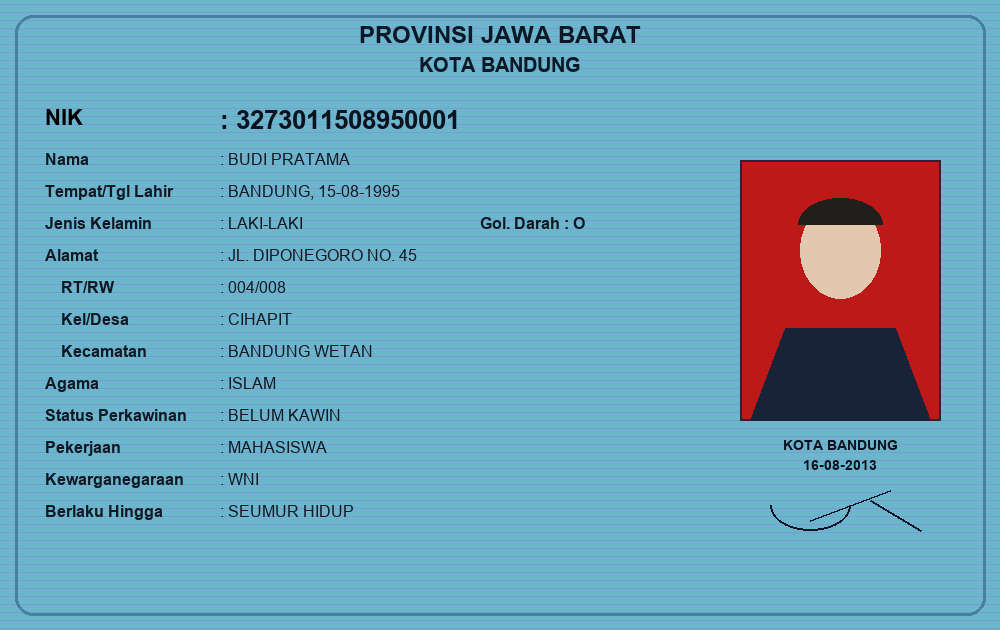 PROVINSI JAWA BARAT
KOTA BANDUNG
NIK : 3273011508950001
Nama : BUDI PRATAMA
Tempat/Tgl Lahir : BANDUNG, 15-08-1995
Jenis Kelamin : LAKI-LAKI Gol. Darah : O
Alamat : JL. DIPONEGORO NO. 45
RT/RW : 004/008
Kel/Desa : CIHAPIT
Kecamatan : BANDUNG WETAN
Agama : ISLAM
Status Perkawinan : BELUM KAWIN
Pekerjaan : MAHASISWA
Kewarganegaraan : WNI
Berlaku Hingga : SEUMUR HIDUP
KOTA BANDUNG
16-08-2013